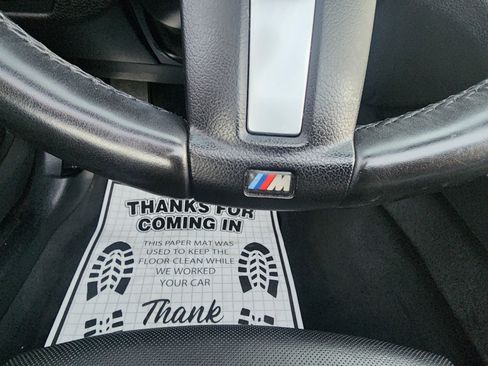 M
THANKS FOR
COMING IN
THIS PAPER MAT WAS
USED TO KEEP THE
FLOOR CLEAN WHILE
WE WORKED
YOUR CAR
Thank